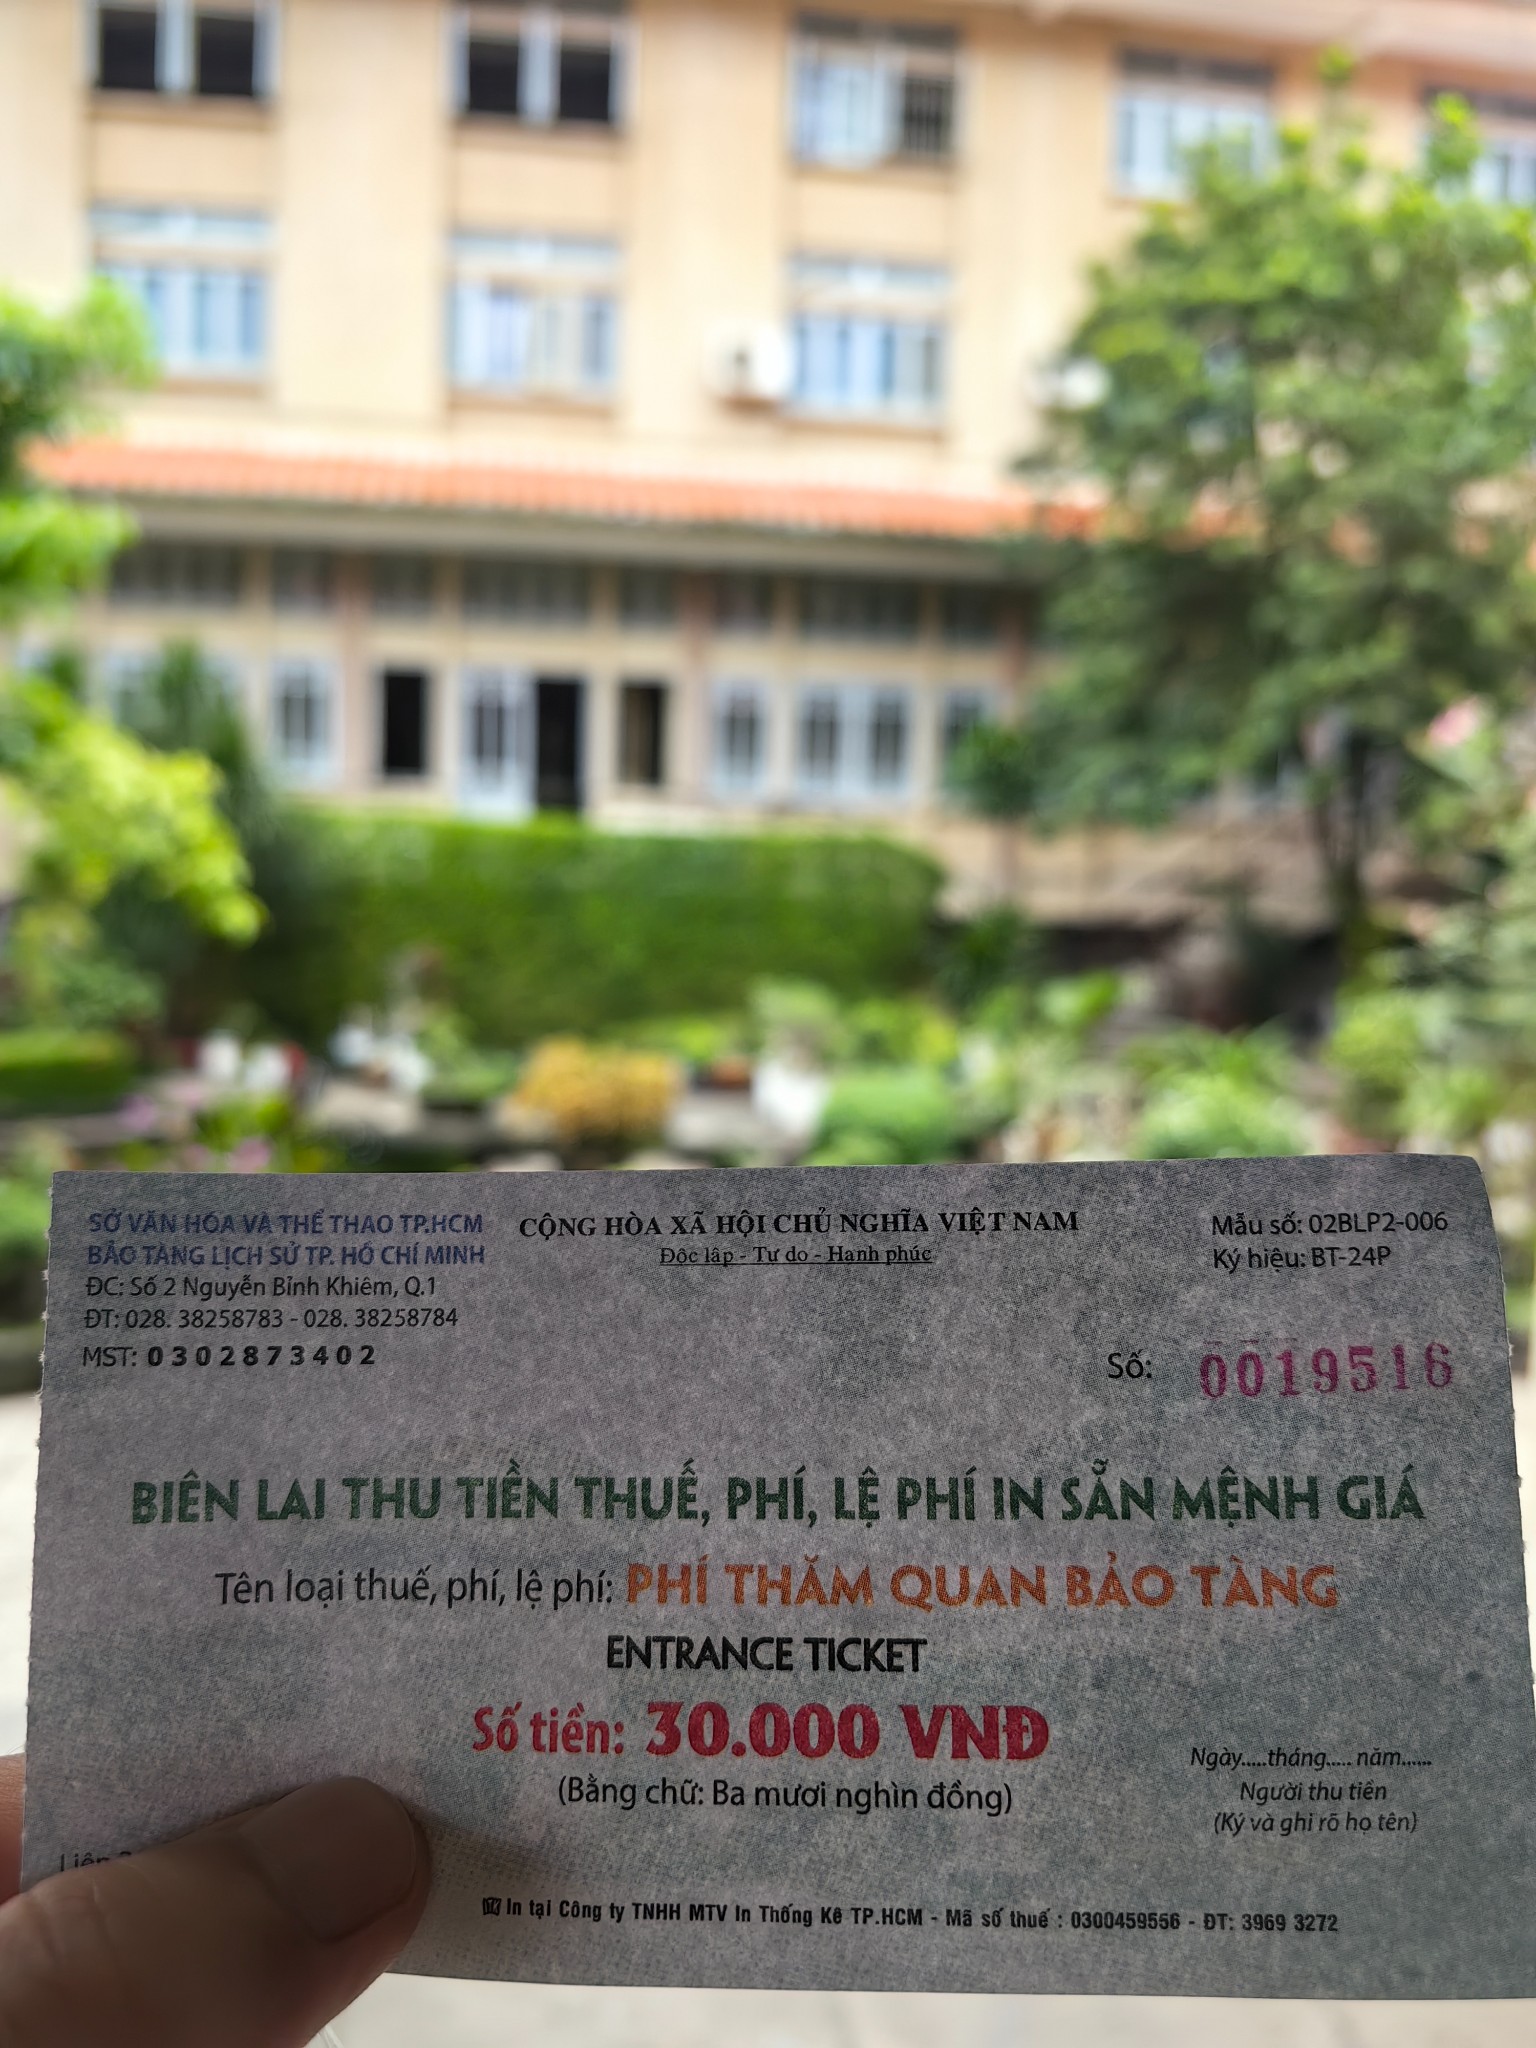 SỞ VĂN HÓA VÀ THỂ THAO TP.HCM
BẢO TÀNG LỊCH SỬ TP. HỒ CHÍ MINH
ĐC: Số 2 Nguyễn Bỉnh Khiêm, Q.1
ĐT: 028. 38258783 - 028. 38258784
MST: 0302873402
CỘNG HÒA XÃ HỘI CHỦ NGHĨA VIỆT NAM
Độc lập - Tự do - Hạnh phúc
Mẫu số: 02BLP2-006
Ký hiệu: BT-24P
Số: 0019516
BIÊN LAI THU TIỀN THUẾ, PHÍ, LỆ PHÍ IN SẴN MỆNH GIÁ
Tên loại thuế, phí, lệ phí: PHÍ THĂM QUAN BẢO TÀNG
ENTRANCE TICKET
Số tiền: 30.000 VNĐ
(Bằng chữ: Ba mươi nghìn đồng)
Ngày.....tháng..... năm......
Người thu tiền
(Ký và ghi rõ họ tên)
Liên
In tại Công ty TNHH MTV In Thống Kê TP.HCM - Mã số thuế : 0300459556 - ĐT: 3969 3272